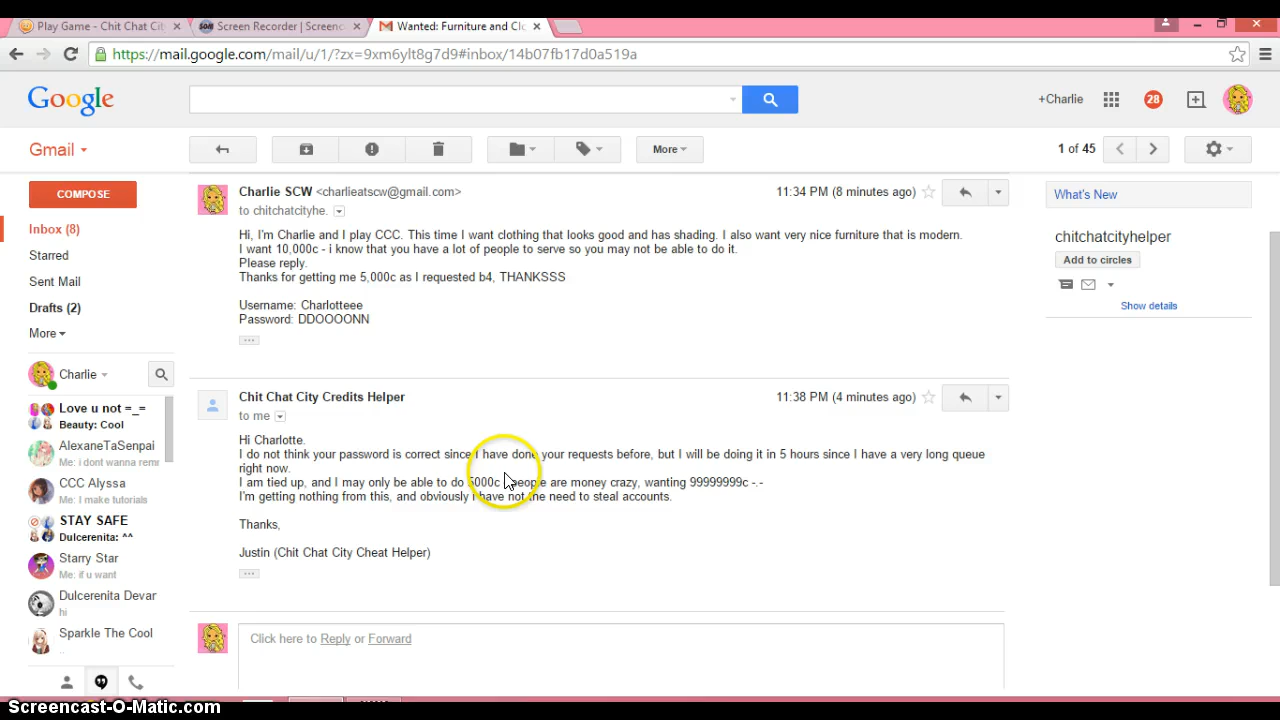 Play Game - Chit Chat Cit
Screen Recorder | Screenc
Wanted: Furniture and Clo
https://mail.google.com/mail/u/1/?zx=9xm6ylt8g7d9#inbox/14b07fb17d0a519a
Google
+Charlie
28
Gmail
More
1 of 45
COMPOSE
Inbox (8)
Starred
Sent Mail
Drafts (2)
More
Charlie
Love u not =_=
Beauty: Cool
AlexaneTaSenpai
Me: i dont wanna rem
CCC Alyssa
Me: I make tutorials
STAY SAFE
Dulcerenita: ^^
Starry Star
Me: if u want
Dulcerenita Devar
hi
Sparkle The Cool
..
Charlie SCW <charlieatscw@gmail.com>
11:34 PM (8 minutes ago)
to chitchatcityhe.
Hi, I'm Charlie and I play CCC. This time I want clothing that looks good and has shading. I also want very nice furniture that is modern.
I want 10,000c - i know that you have a lot of people to serve so you may not be able to do it.
Please reply.
Thanks for getting me 5,000c as I requested b4, THANKSSS
Username: Charlotteee
Password: DDOOOONN
...
Chit Chat City Credits Helper
11:38 PM (4 minutes ago)
to me
Hi Charlotte.
I do not think your password is correct since I have done your requests before, but I will be doing it in 5 hours since I have a very long queue
right now.
I am tied up, and I may only be able to do 5000c - people are money crazy, wanting 99999999c -.-
I'm getting nothing from this, and obviously I have not the need to steal accounts.
Thanks,
Justin (Chit Chat City Cheat Helper)
...
Click here to Reply or Forward
What's New
chitchatcityhelper
Add to circles
Show details
Screencast-O-Matic.com